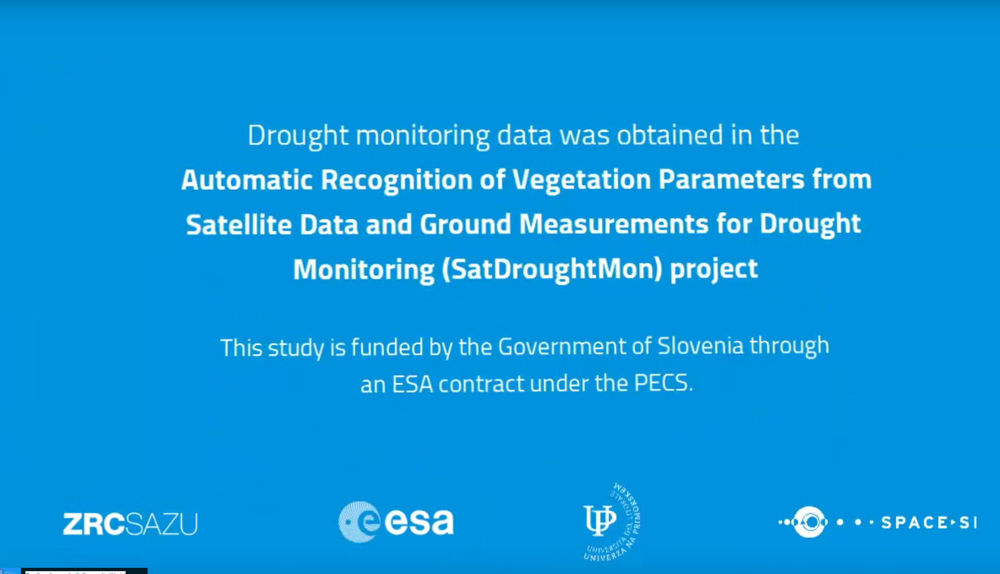 Drought monitoring data was obtained in the
Automatic Recognition of Vegetation Parameters from
Satellite Data and Ground Measurements for Drought
Monitoring (SatDroughtMon) project
This study is funded by the Government of Slovenia through
an ESA contract under the PECS.
ZRCSAZU
esa
UP
UNIVERSITÀ DEL LITORALE
UNIVERZA NA PRIMORSKEM
SPACE▸SI